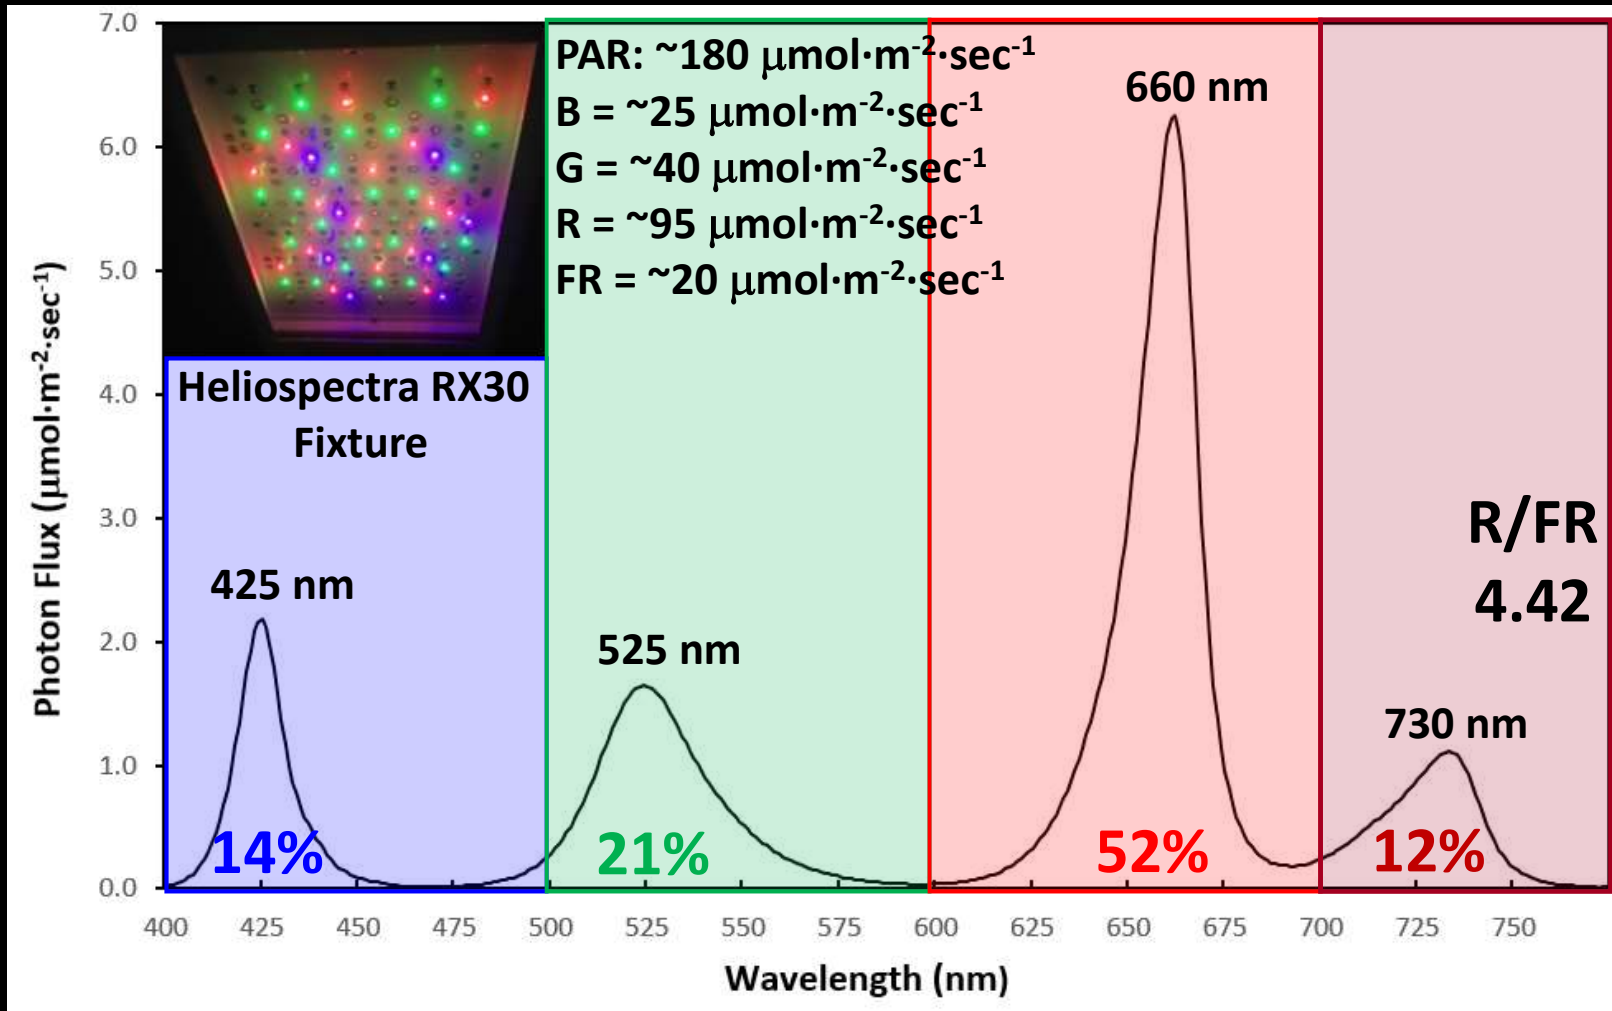 7.0
6.0
5.0
4.0
3.0
2.0
1.0
0.0
Photon Flux (µmol·m⁻²·sec⁻¹)
PAR: ~180 µmol·m⁻²·sec⁻¹
B = ~25 µmol·m⁻²·sec⁻¹
G = ~40 µmol·m⁻²·sec⁻¹
R = ~95 µmol·m⁻²·sec⁻¹
FR = ~20 µmol·m⁻²·sec⁻¹
Heliospectra RX30
Fixture
425 nm
525 nm
660 nm
730 nm
R/FR
4.42
14%
21%
52%
12%
400 425 450 475 500 525 550 575 600 625 650 675 700 725 750
Wavelength (nm)